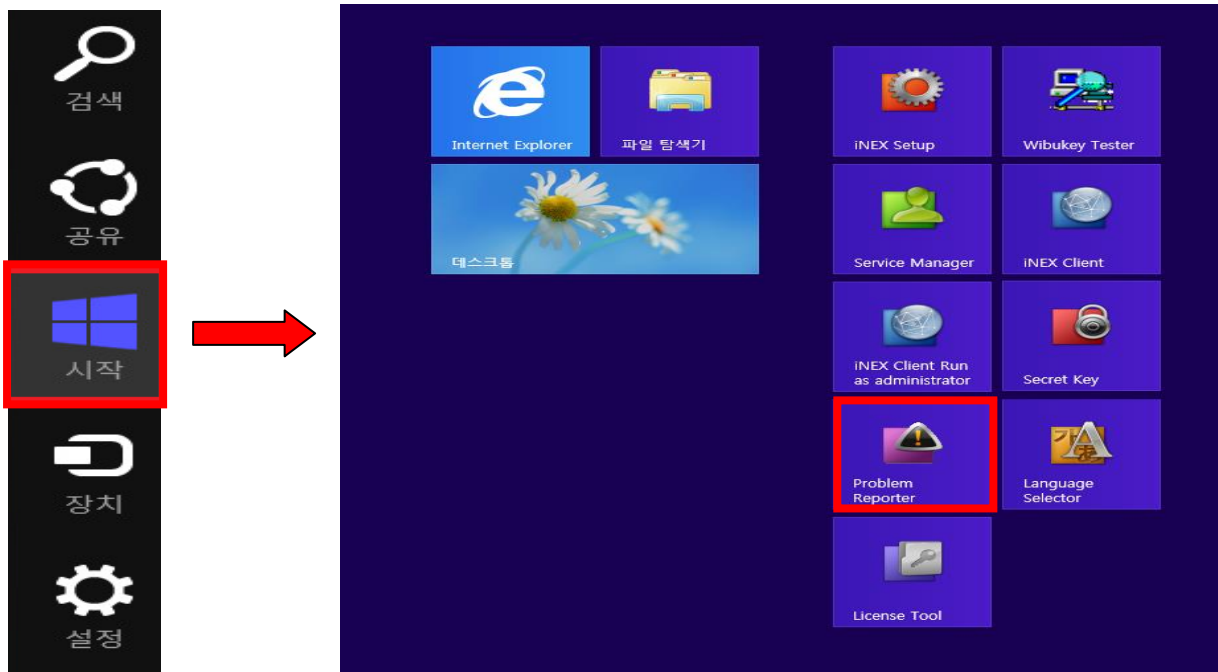 검색
공유
시작
장치
설정
Internet Explorer
파일 탐색기
데스크톱
iNEX Setup
Wibukey Tester
Service Manager
iNEX Client
iNEX Client Run
as administrator
Secret Key
Problem
Reporter
Language
Selector
License Tool